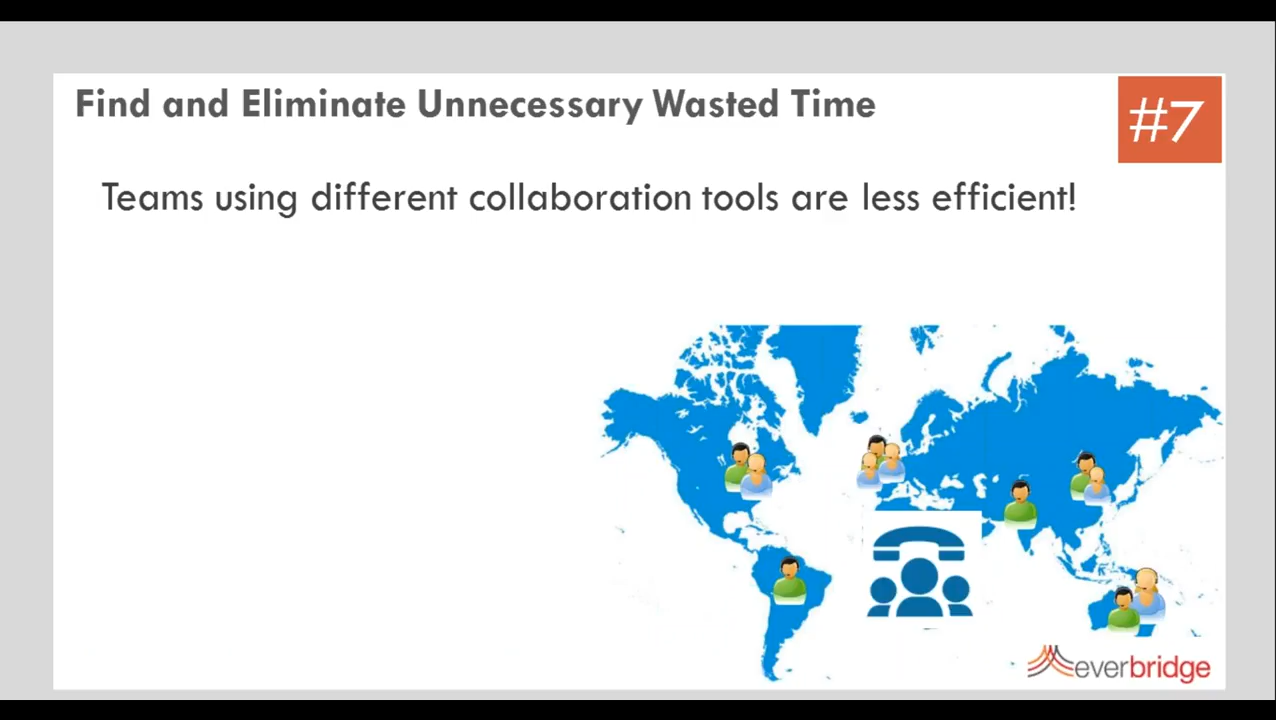 Find and Eliminate Unnecessary Wasted Time
#7
Teams using different collaboration tools are less efficient!
everbridge